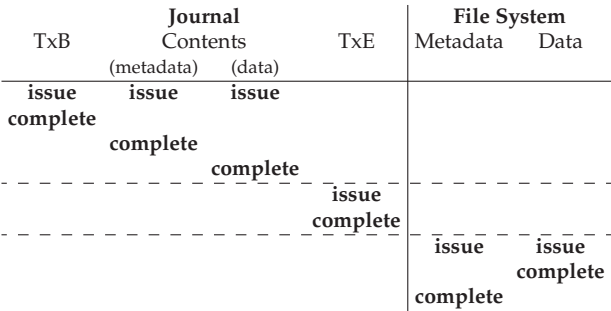 Journal File System
TxB Contents TxE Metadata Data
(metadata) (data)
issue issue issue
complete
complete
complete
issue
complete
issue issue
complete
complete